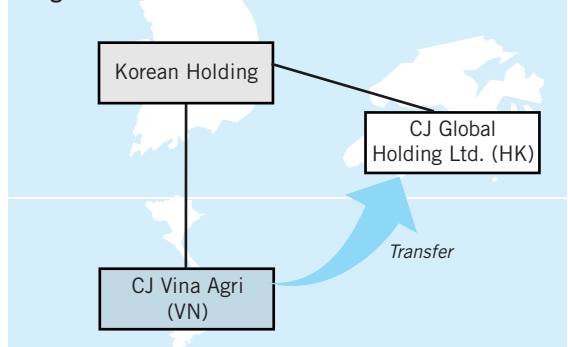 Korean Holding
CJ Global
Holding Ltd. (HK)
Transfer
CJ Vina Agri
(VN)